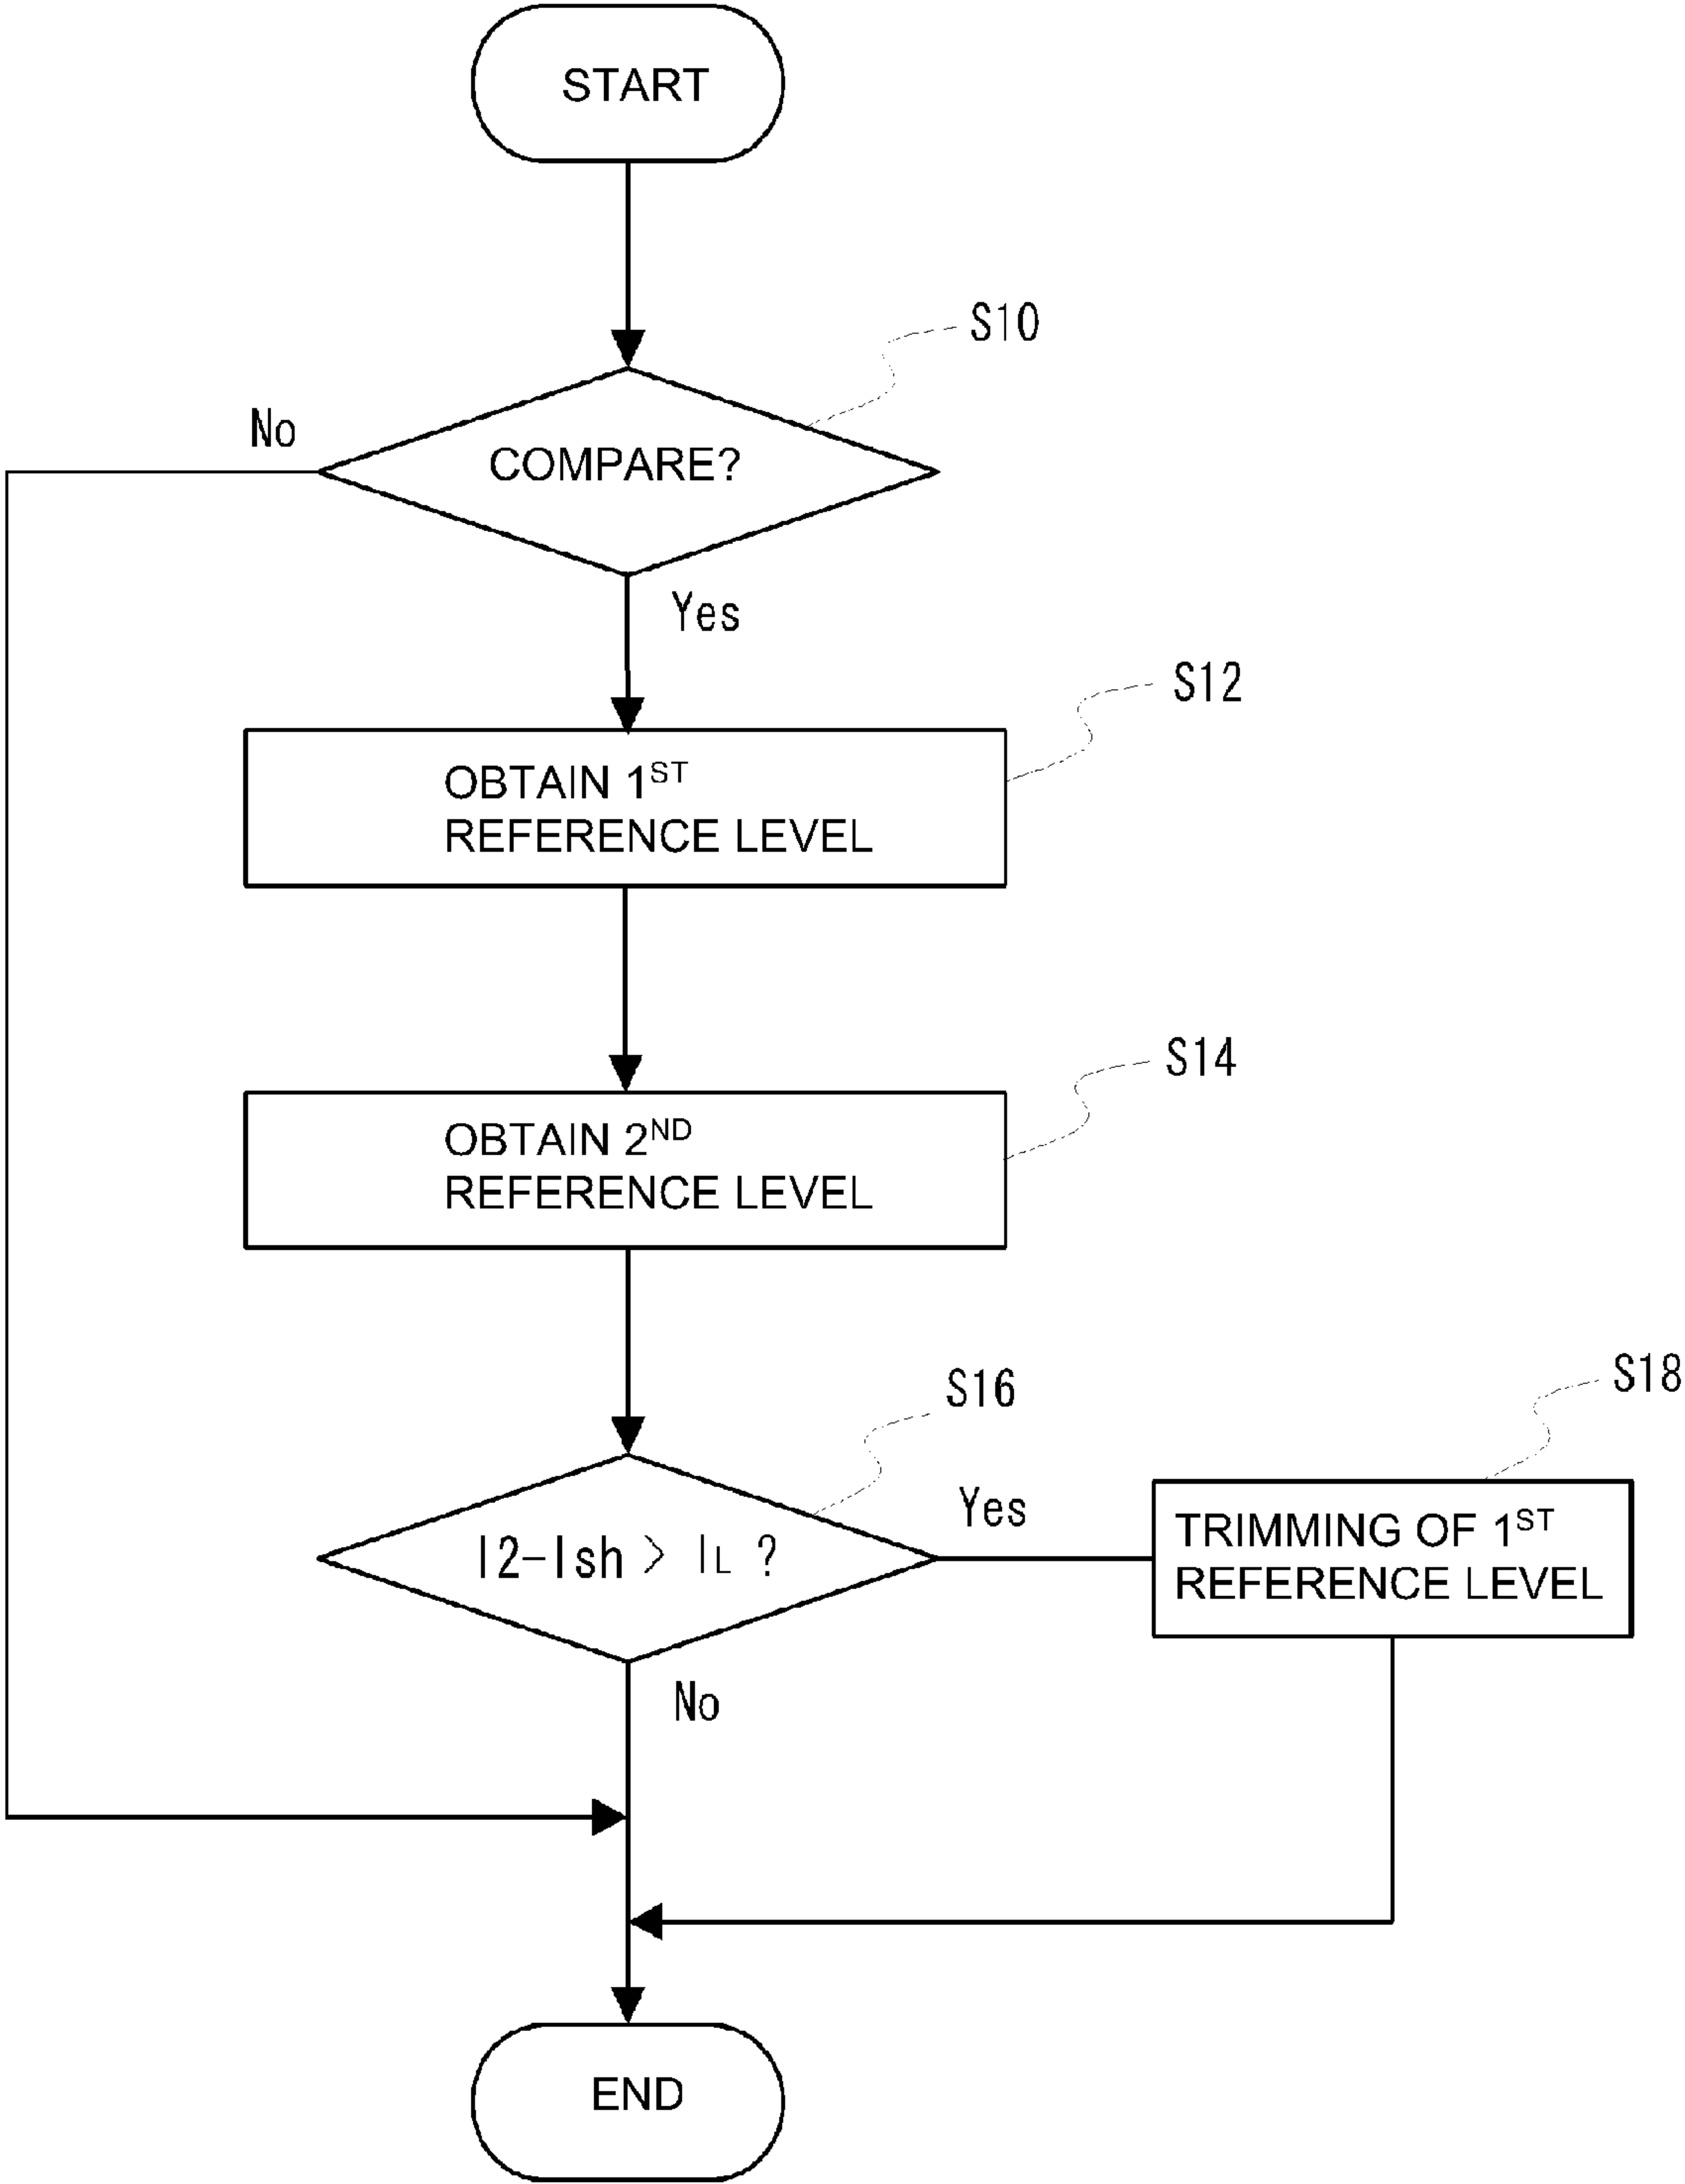 START
S10
No
COMPARE?
Yes
S12
OBTAIN 1ST
REFERENCE LEVEL
S14
OBTAIN 2ND
REFERENCE LEVEL
S16
S18
I2-Ish > IL ?
Yes
TRIMMING OF 1ST
REFERENCE LEVEL
No
END